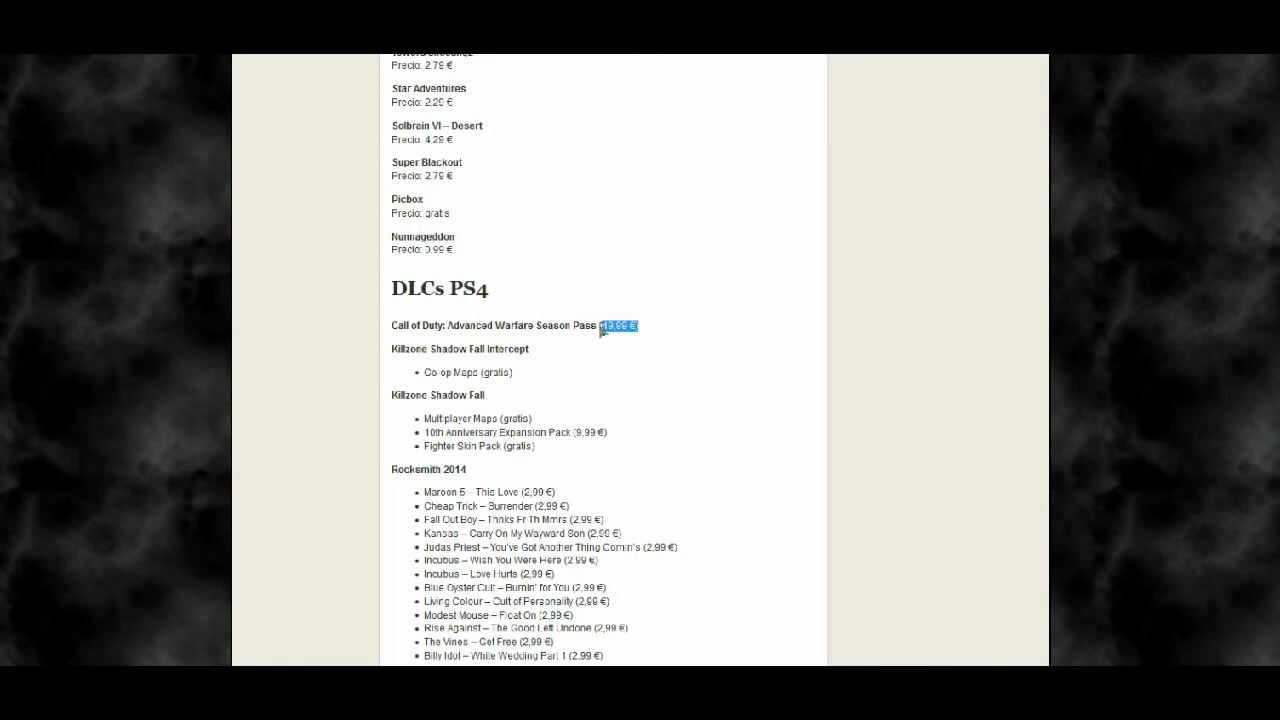 Precio: 2.79 €
Star Adventures
Precio: 2,29 €
Solbrain VI – Desert
Precio: 4.29 €
Super Blackout
Precio: 2.79 €
Picbox
Precio: gratis
Nunnageddon
Precio: 0.99 €
DLCs PS4
Call of Duty: Advanced Warfare Season Pass (49,99 €)
Killzone Shadow Fall Intercept
• Co-op Maps (gratis)
Killzone Shadow Fall
• Multiplayer Maps (gratis)
• 10th Anniversary Expansion Pack (9,99 €)
• Fighter Skin Pack (gratis)
Rocksmith 2014
• Maroon 5 – This Love (2,99 €)
• Cheap Trick – Surrender (2,99 €)
• Fall Out Boy – Thnks Fr Th Mmrs (2,99 €)
• Kansas – Carry On My Wayward Son (2,99 €)
• Judas Priest – You've Got Another Thing Comin's (2,99 €)
• Incubus – Wish You Were Here (2,99 €)
• Incubus – Love Hurts (2,99 €)
• Blue Oyster Cult – Burnin' for You (2,99 €)
• Living Colour – Cult of Personality (2,99 €)
• Modest Mouse – Float On (2,99 €)
• Rise Against – The Good Left Undone (2,99 €)
• The Vines – Get Free (2,99 €)
• Billy Idol – White Wedding Part 1 (2,99 €)